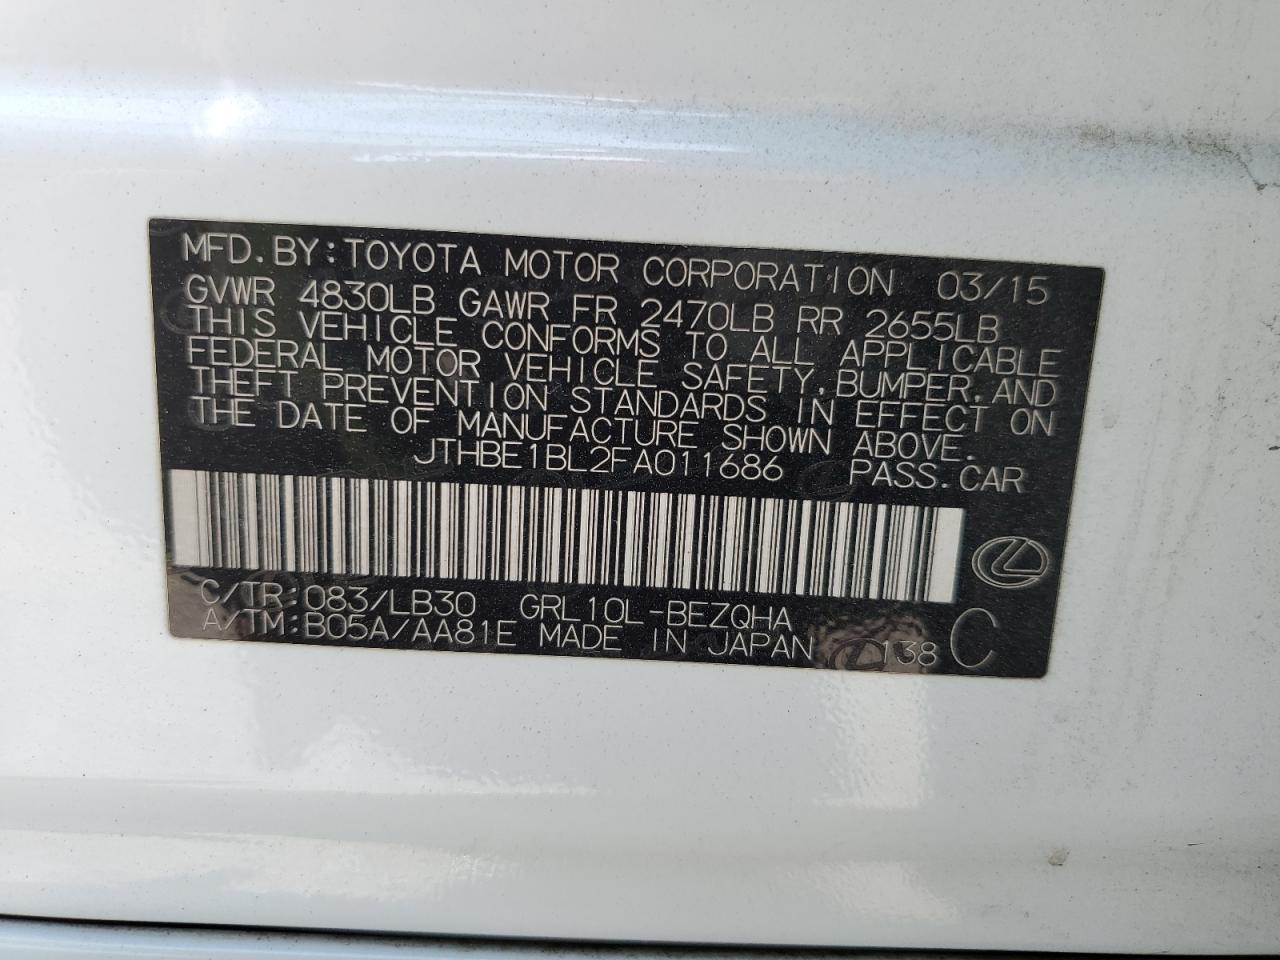 MFD. BY: TOYOTA MOTOR CORPORATION 03/15
GVWR 4830LB GAWR FR 2470LB RR 2655LB
THIS VEHICLE CONFORMS TO ALL APPLICABLE
FEDERAL MOTOR VEHICLE SAFETY, BUMPER, AND
THEFT PREVENTION STANDARDS IN EFFECT ON
THE DATE OF MANUFACTURE SHOWN ABOVE.
JTHBE1BL2FA011686 PASS. CAR
C/TR: 083/LB30 GRL10L-BEZQHA
A/TM: B05A/AA81E MADE IN JAPAN 138 C